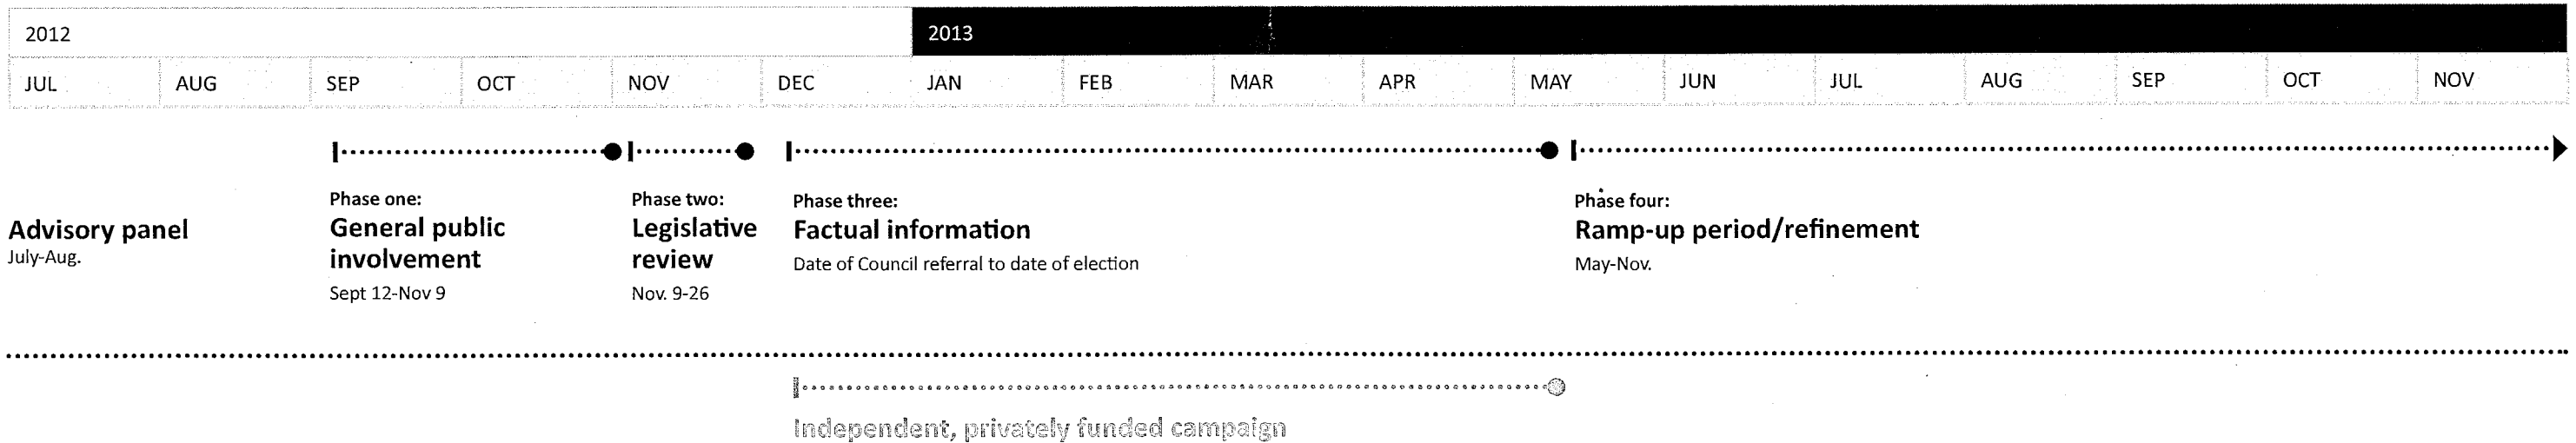 2012 2013
JUL AUG SEP OCT NOV DEC JAN FEB MAR APR MAY JUN JUL AUG SEP OCT NOV
Advisory panel
July-Aug.
Phase one:
General public
involvement
Sept 12-Nov 9
Phase two:
Legislative
review
Nov. 9-26
Phase three:
Factual information
Date of Council referral to date of election
Phase four:
Ramp-up period/refinement
May-Nov.
Independent, privately funded campaign